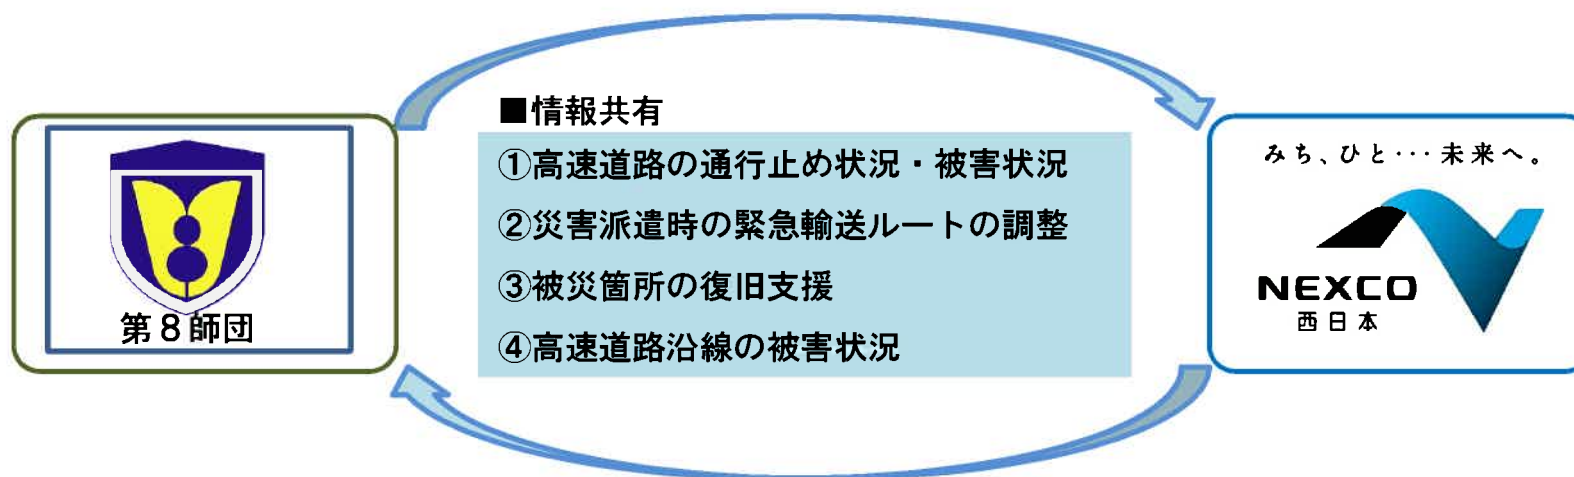 ■情報共有
①高速道路の通行止め状況・被害状況
②災害派遣時の緊急輸送ルートの調整
③被災箇所の復旧支援
④高速道路沿線の被害状況
第８師団
みち、ひと･･･未来へ。
NEXCO
西日本